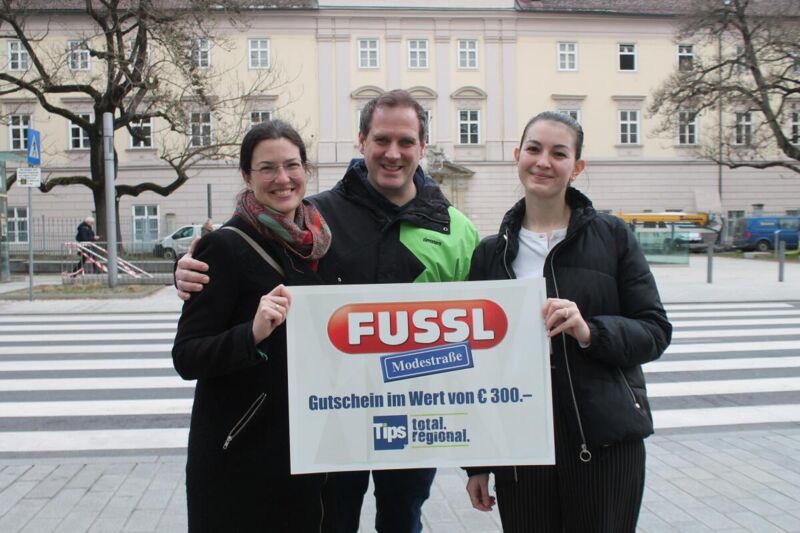 FUSSL
Modestraße
Gutschein im Wert von € 300.–
Tips total.
regional.